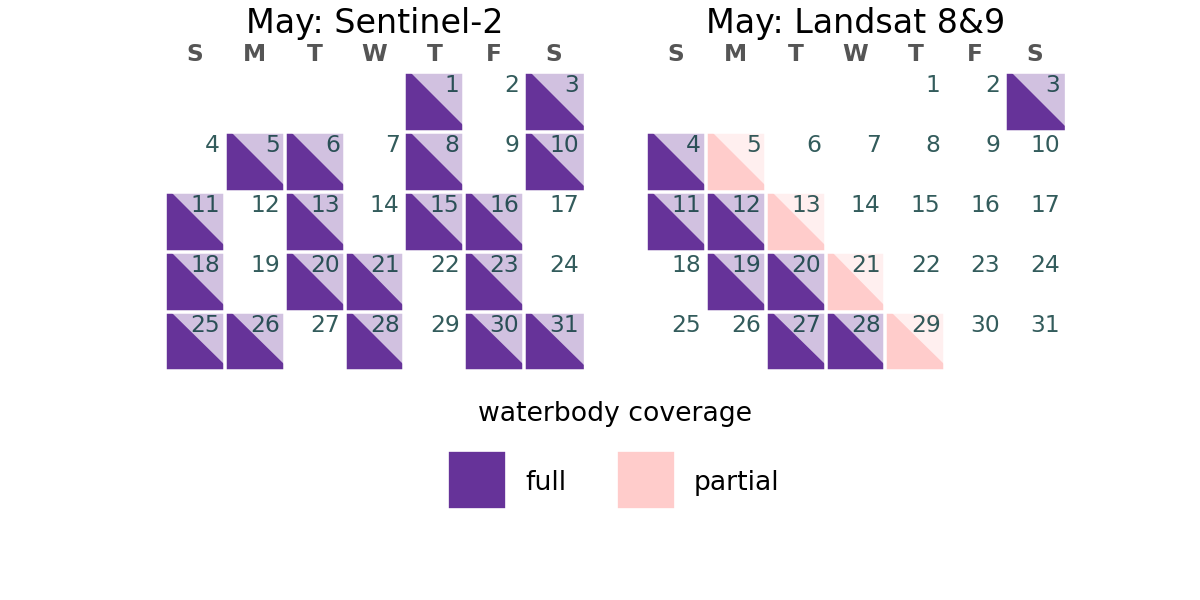 May: Sentinel-2
S M T W T F S
1 2 3
4 5 6 7 8 9 10
11 12 13 14 15 16 17
18 19 20 21 22 23 24
25 26 27 28 29 30 31
May: Landsat 8&9
S M T W T F S
1 2 3
4 5 6 7 8 9 10
11 12 13 14 15 16 17
18 19 20 21 22 23 24
25 26 27 28 29 30 31
waterbody coverage
full
partial